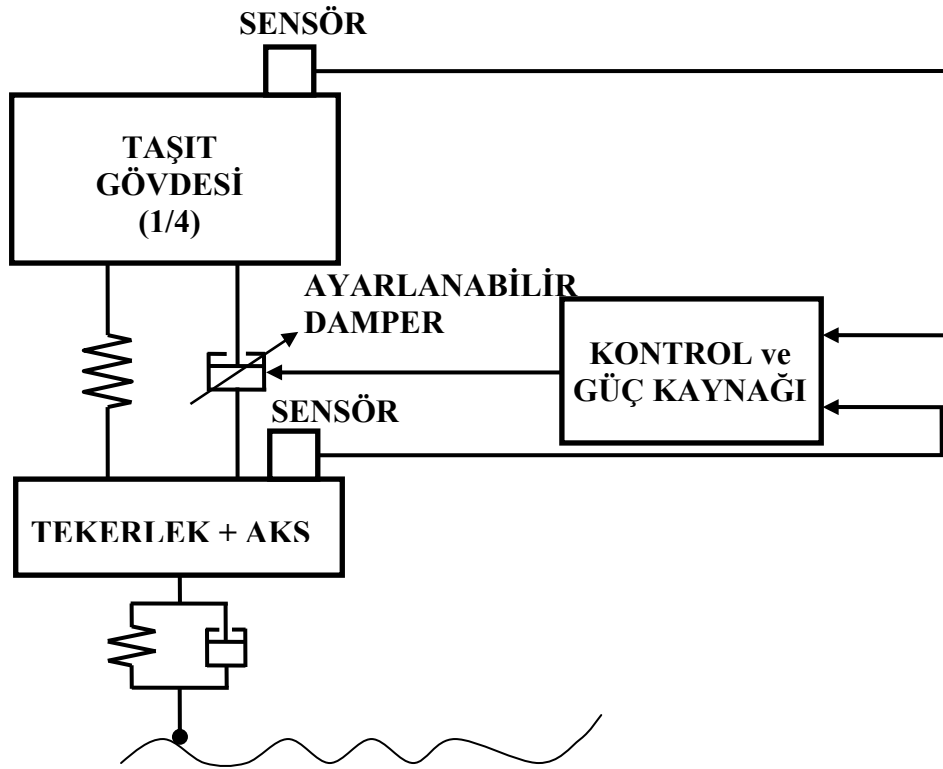 SENSÖR
TAŞIT
GÖVDESİ
(1/4)
AYARLANABİLİR
DAMPER
KONTROL ve
GÜÇ KAYNAĞI
SENSÖR
TEKERLEK + AKS